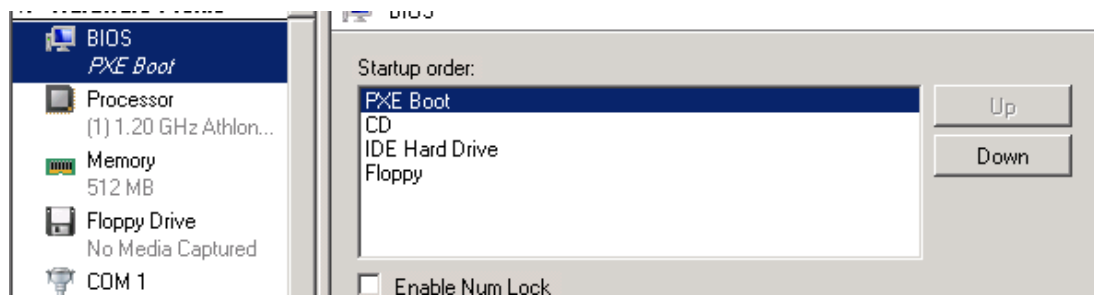 BIOS
PXE Boot
Processor
(1) 1.20 GHz Athlon...
Memory
512 MB
Floppy Drive
No Media Captured
COM 1
BIOS
Startup order:
PXE Boot
CD
IDE Hard Drive
Floppy
Up
Down
Enable Num Lock